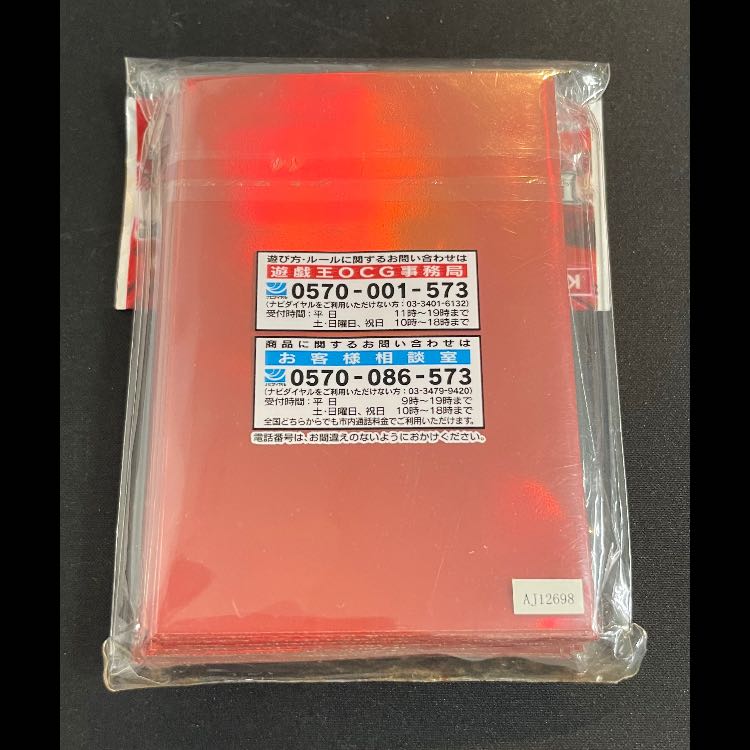 遊び方・ルールに関するお問い合わせは
遊戯王OCG事務局
0570-001-573
(ナビダイヤルをご利用いただけない方：03-3401-6132)
受付時間：平 日 11時～19時まで
土・日曜日、祝日 10時～18時まで
商品に関するお問い合わせは
お客様相談室
0570-086-573
(ナビダイヤルをご利用いただけない方：03-3479-9420)
受付時間：平 日 9時～19時まで
土・日曜日、祝日 10時～18時まで
全国どちらからでも市内通話料金でご利用いただけます。
電話番号は、お間違えのないようにおかけください。
AJ12698